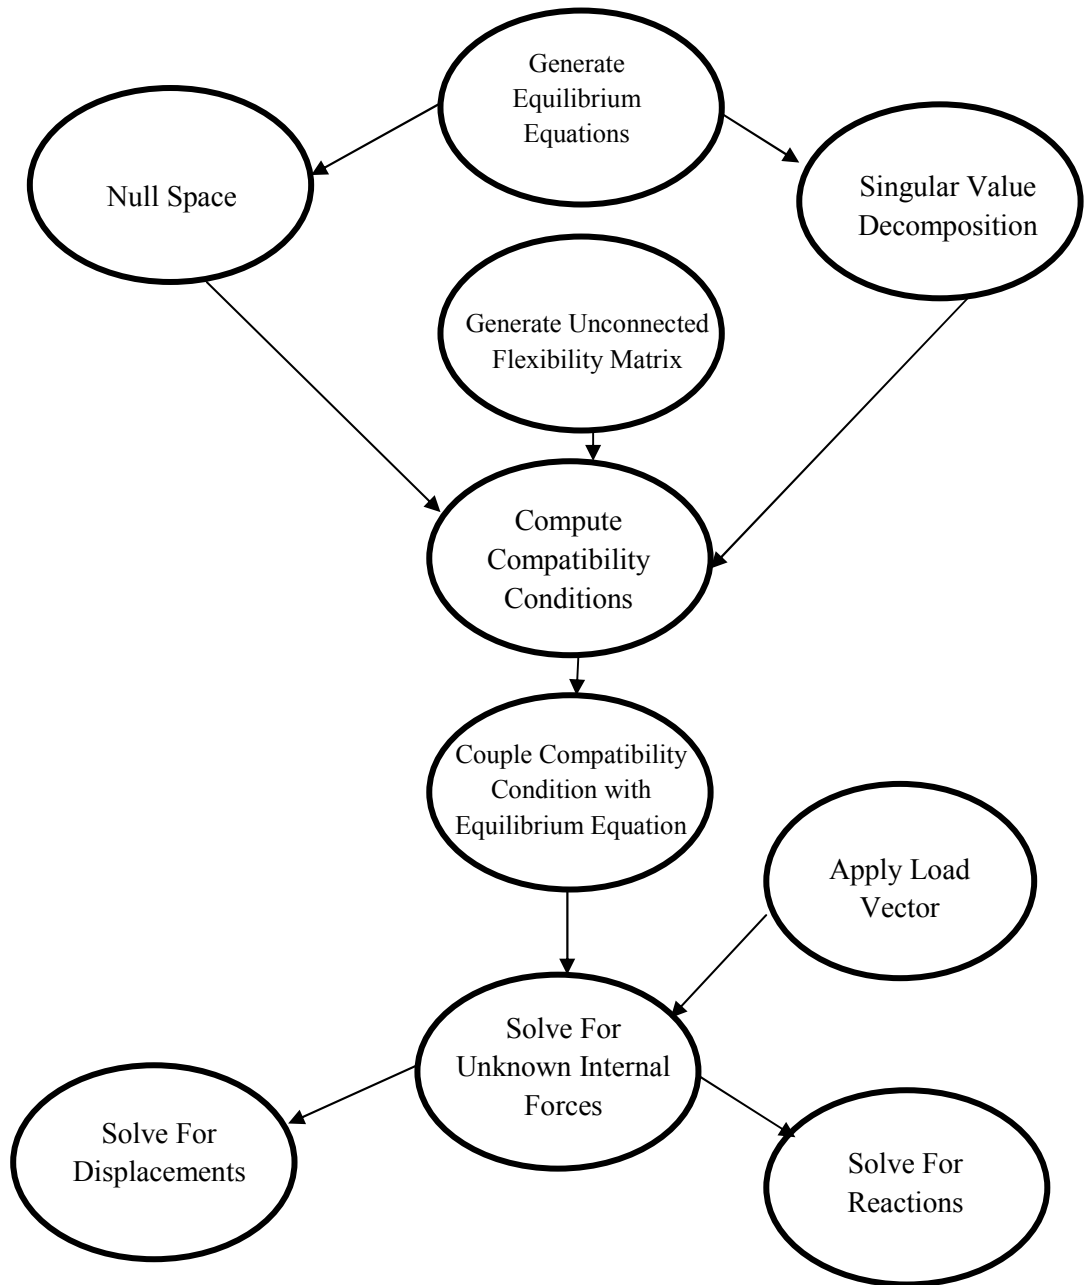 Generate
Equilibrium
Equations
Null Space
Singular Value
Decomposition
Generate Unconnected
Flexibility Matrix
Compute
Compatibility
Conditions
Couple Compatibility
Condition with
Equilibrium Equation
Apply Load
Vector
Solve For
Unknown Internal
Forces
Solve For
Displacements
Solve For
Reactions